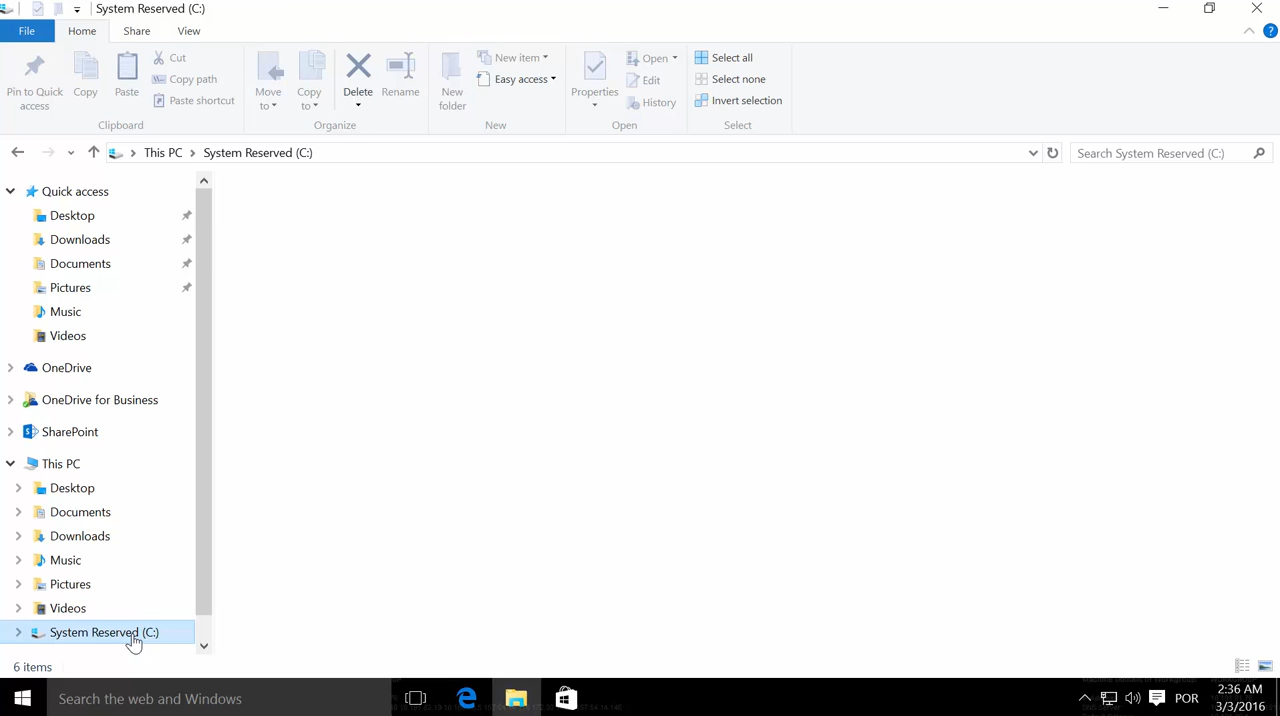 System Reserved (C:)
File Home Share View
Pin to Quick access
Copy
Paste
Cut
Copy path
Paste shortcut
Clipboard
Move to
Copy to
Delete
Rename
Organize
New folder
New item
Easy access
New
Properties
Open
Edit
History
Open
Select all
Select none
Invert selection
Select
This PC System Reserved (C:)
Search System Reserved (C:)
Quick access
Desktop
Downloads
Documents
Pictures
Music
Videos
OneDrive
OneDrive for Business
SharePoint
This PC
Desktop
Documents
Downloads
Music
Pictures
Videos
System Reserved (C:)
6 items
Search the web and Windows
POR
2:36 AM
3/3/2016